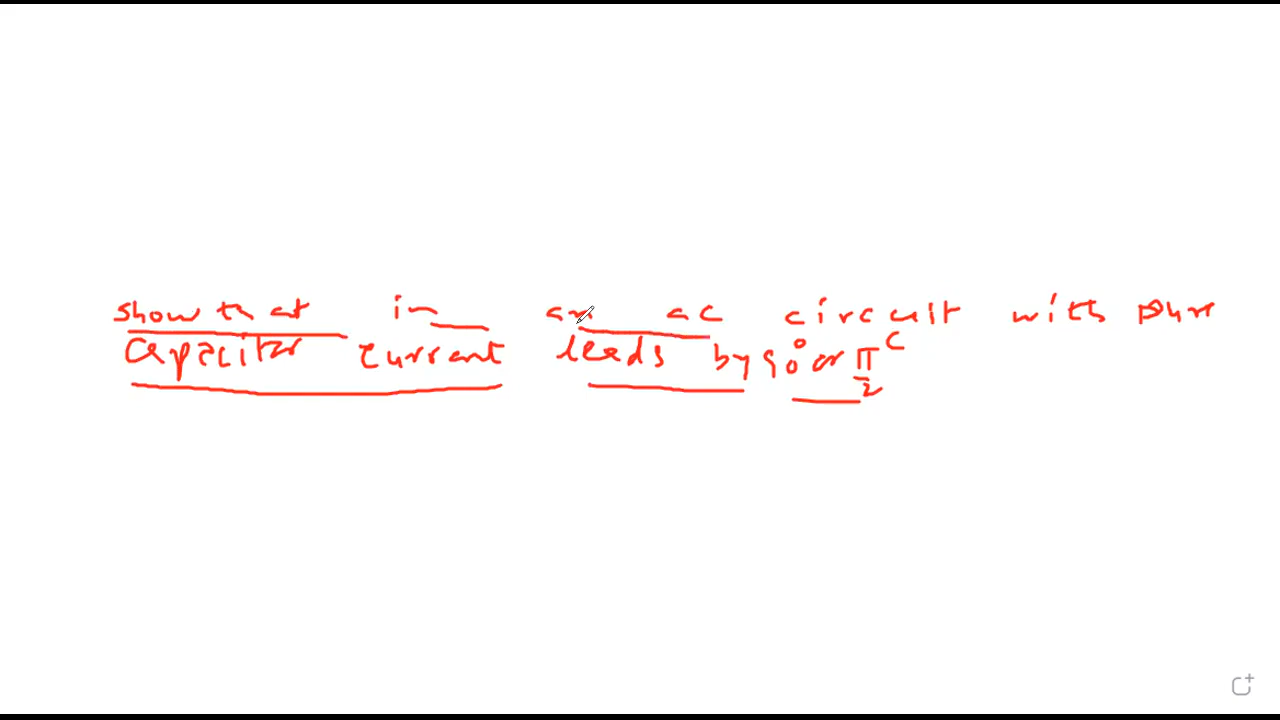 show that in an ac circuit with pure
Capacitor current leads by 90° or π/2 c